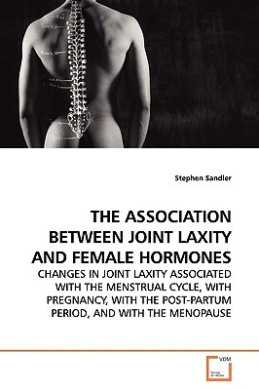 Stephen Sandler
THE ASSOCIATION
BETWEEN JOINT LAXITY
AND FEMALE HORMONES
CHANGES IN JOINT LAXITY ASSOCIATED
WITH THE MENSTRUAL CYCLE, WITH
PREGNANCY, WITH THE POST-PARTUM
PERIOD, AND WITH THE MENOPAUSE
VDM